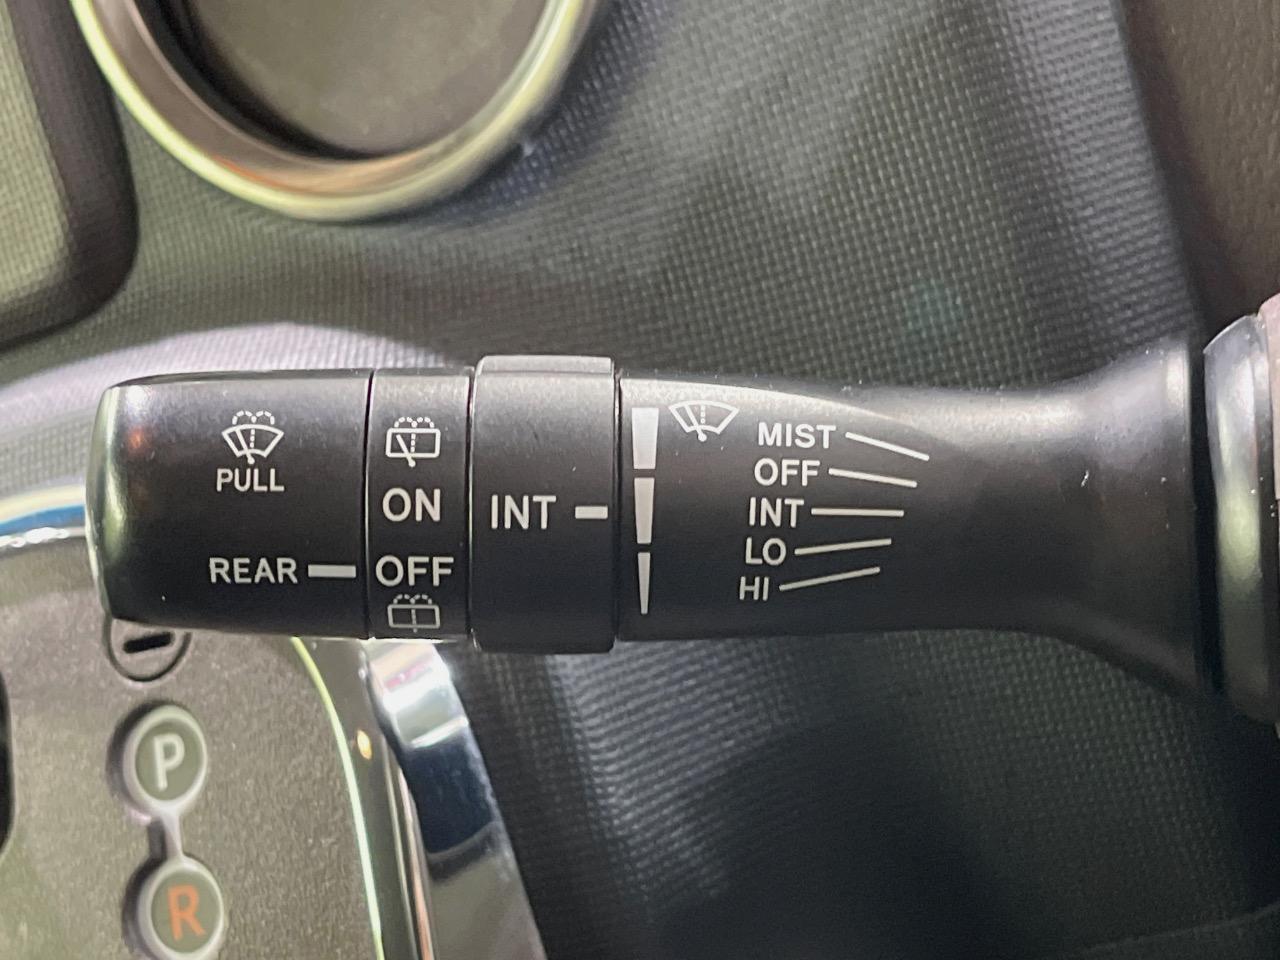 PULL
REAR
ON
OFF
INT
MIST
OFF
INT
LO
HI
P
R